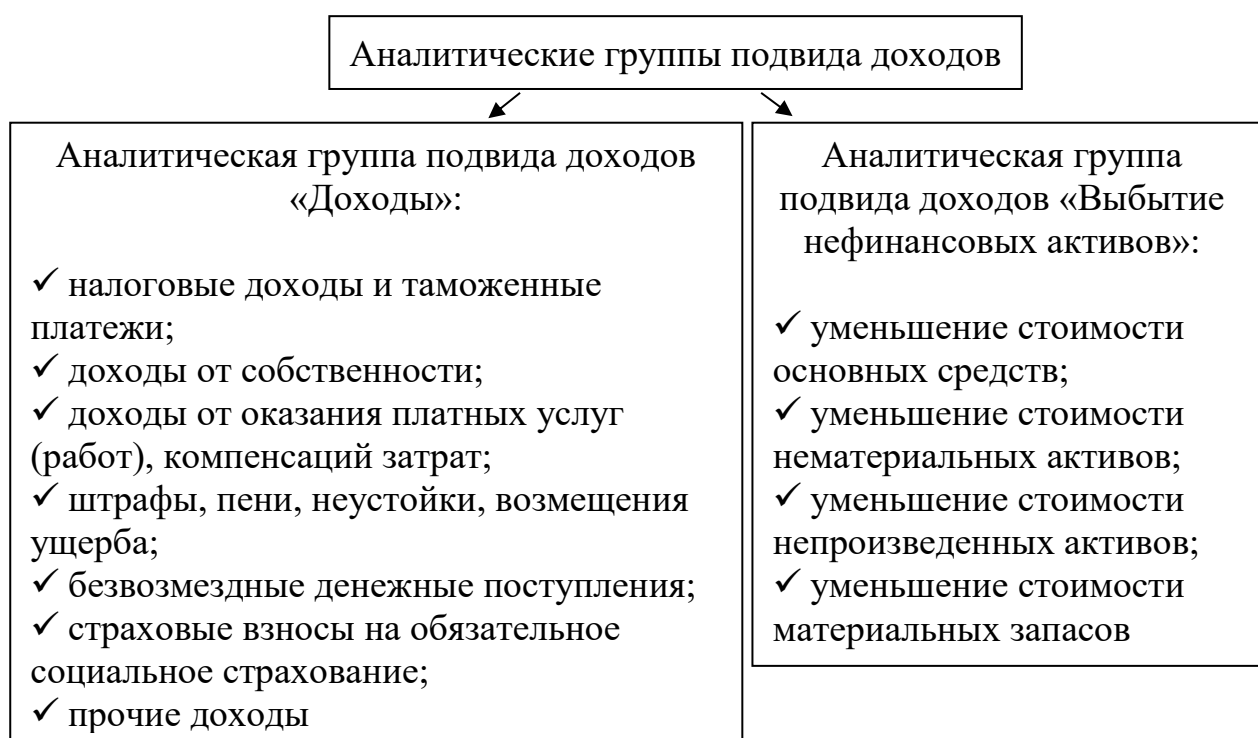 Аналитические группы подвида доходов
Аналитическая группа подвида доходов
«Доходы»:
✓ налоговые доходы и таможенные
платежи;
✓ доходы от собственности;
✓ доходы от оказания платных услуг
(работ), компенсаций затрат;
✓ штрафы, пени, неустойки, возмещения
ущерба;
✓ безвозмездные денежные поступления;
✓ страховые взносы на обязательное
социальное страхование;
✓ прочие доходы
Аналитическая группа
подвида доходов «Выбытие
нефинансовых активов»:
✓ уменьшение стоимости
основных средств;
✓ уменьшение стоимости
нематериальных активов;
✓ уменьшение стоимости
непроизведенных активов;
✓ уменьшение стоимости
материальных запасов